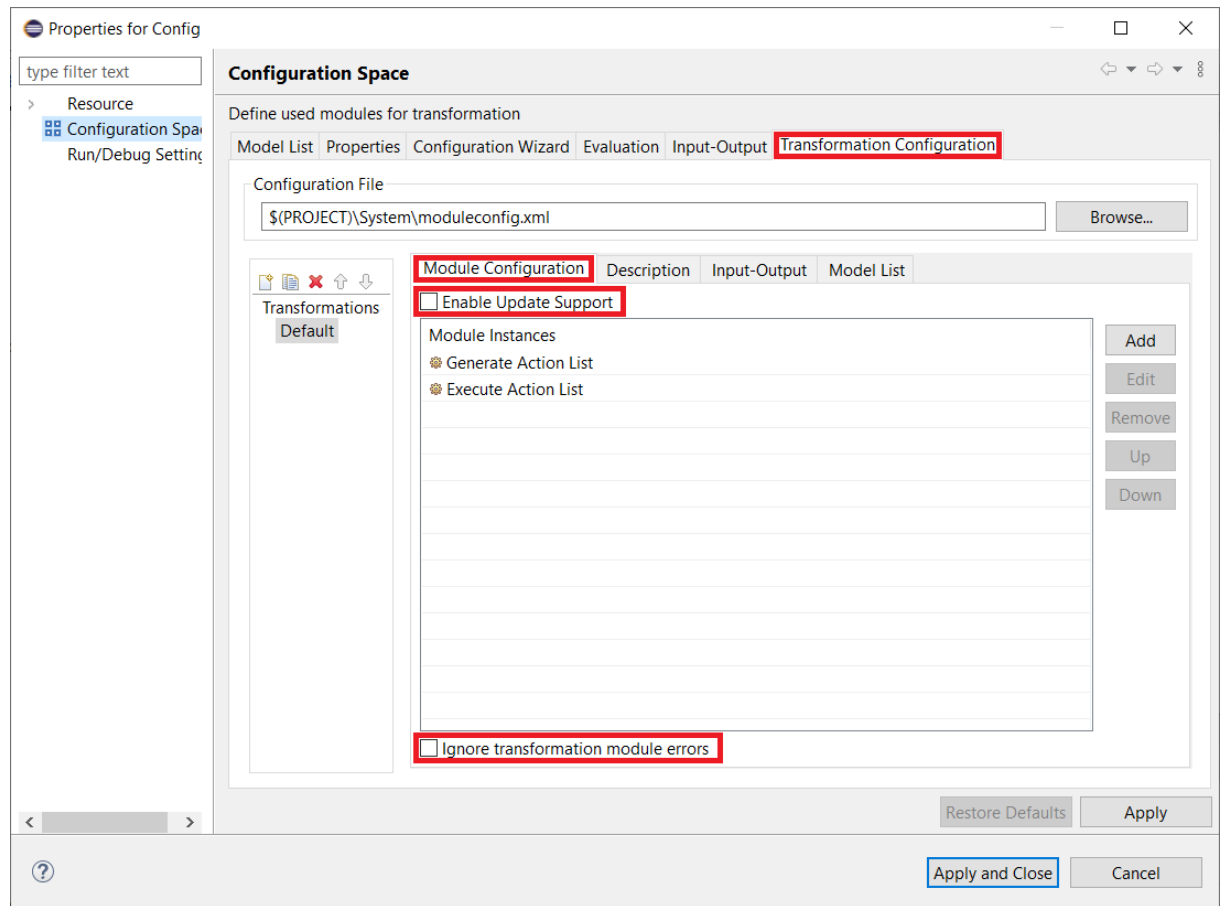 Properties for Config
type filter text
Resource
Configuration Spa
Run/Debug Setting
Configuration Space
Define used modules for transformation
Model List Properties Configuration Wizard Evaluation Input-Output Transformation Configuration
Configuration File
$(PROJECT)\System\moduleconfig.xml Browse...
Module Configuration Description Input-Output Model List
Transformations
Default
Enable Update Support
Module Instances
Generate Action List
Execute Action List
Add
Edit
Remove
Up
Down
Ignore transformation module errors
Restore Defaults Apply
Apply and Close Cancel